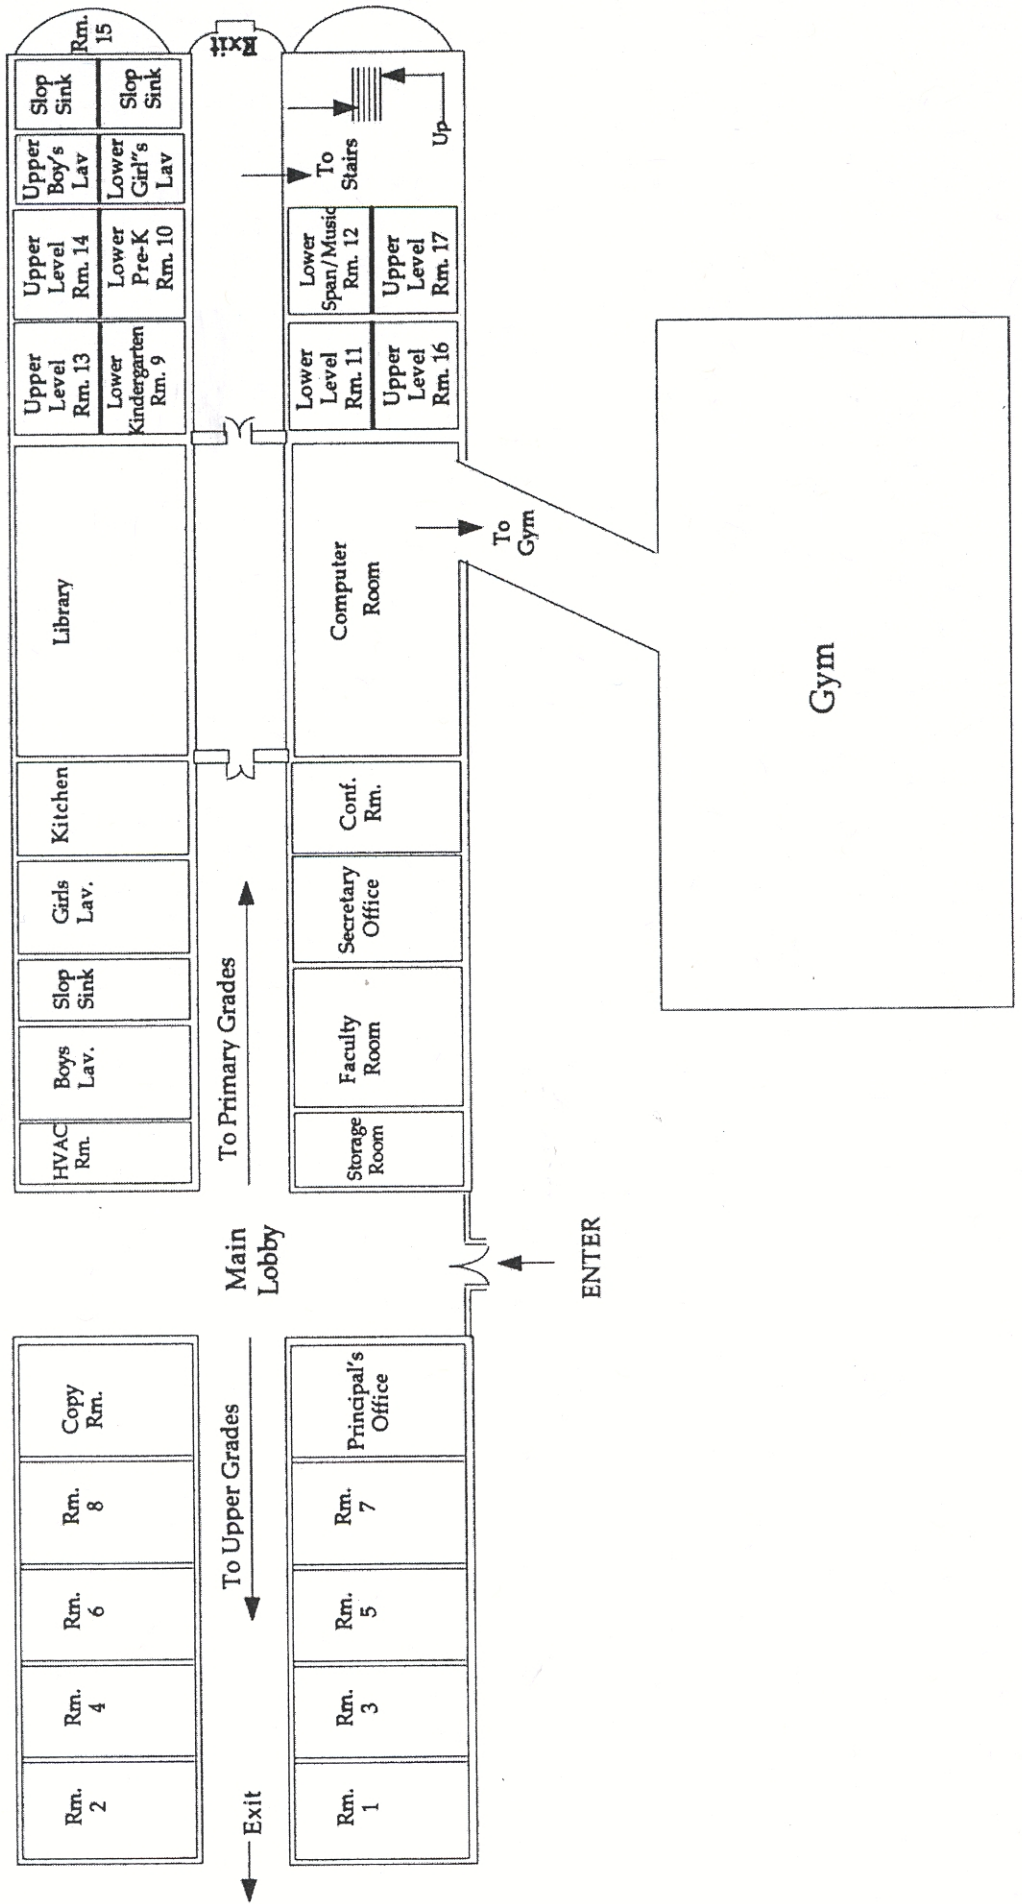 Rm.
2
Rm.
4
Rm.
6
Rm.
8
Copy
Rm.
HVAC
Rm.
Boys
Lav.
Slop
Sink
Girls
Lav.
Kitchen
Library
Upper
Level
Rm. 13
Lower
Kindergarten
Rm. 9
Upper
Level
Rm. 14
Lower
Pre-K
Rm. 10
Upper
Boy's
Lav
Lower
Girl"s
Lav
Slop
Sink
Slop
Sink
Rm.
15
Exit
To Upper Grades
Main
Lobby
To Primary Grades
Exit
Rm.
1
Rm.
3
Rm.
5
Rm.
7
Principal's
Office
Storage
Room
Faculty
Room
Secretary
Office
Conf.
Rm.
Computer
Room
Lower
Level
Rm. 11
Upper
Level
Rm. 16
Lower
Span/Music
Rm. 12
Upper
Level
Rm. 17
To
Stairs
Up
To
Gym
ENTER
Gym